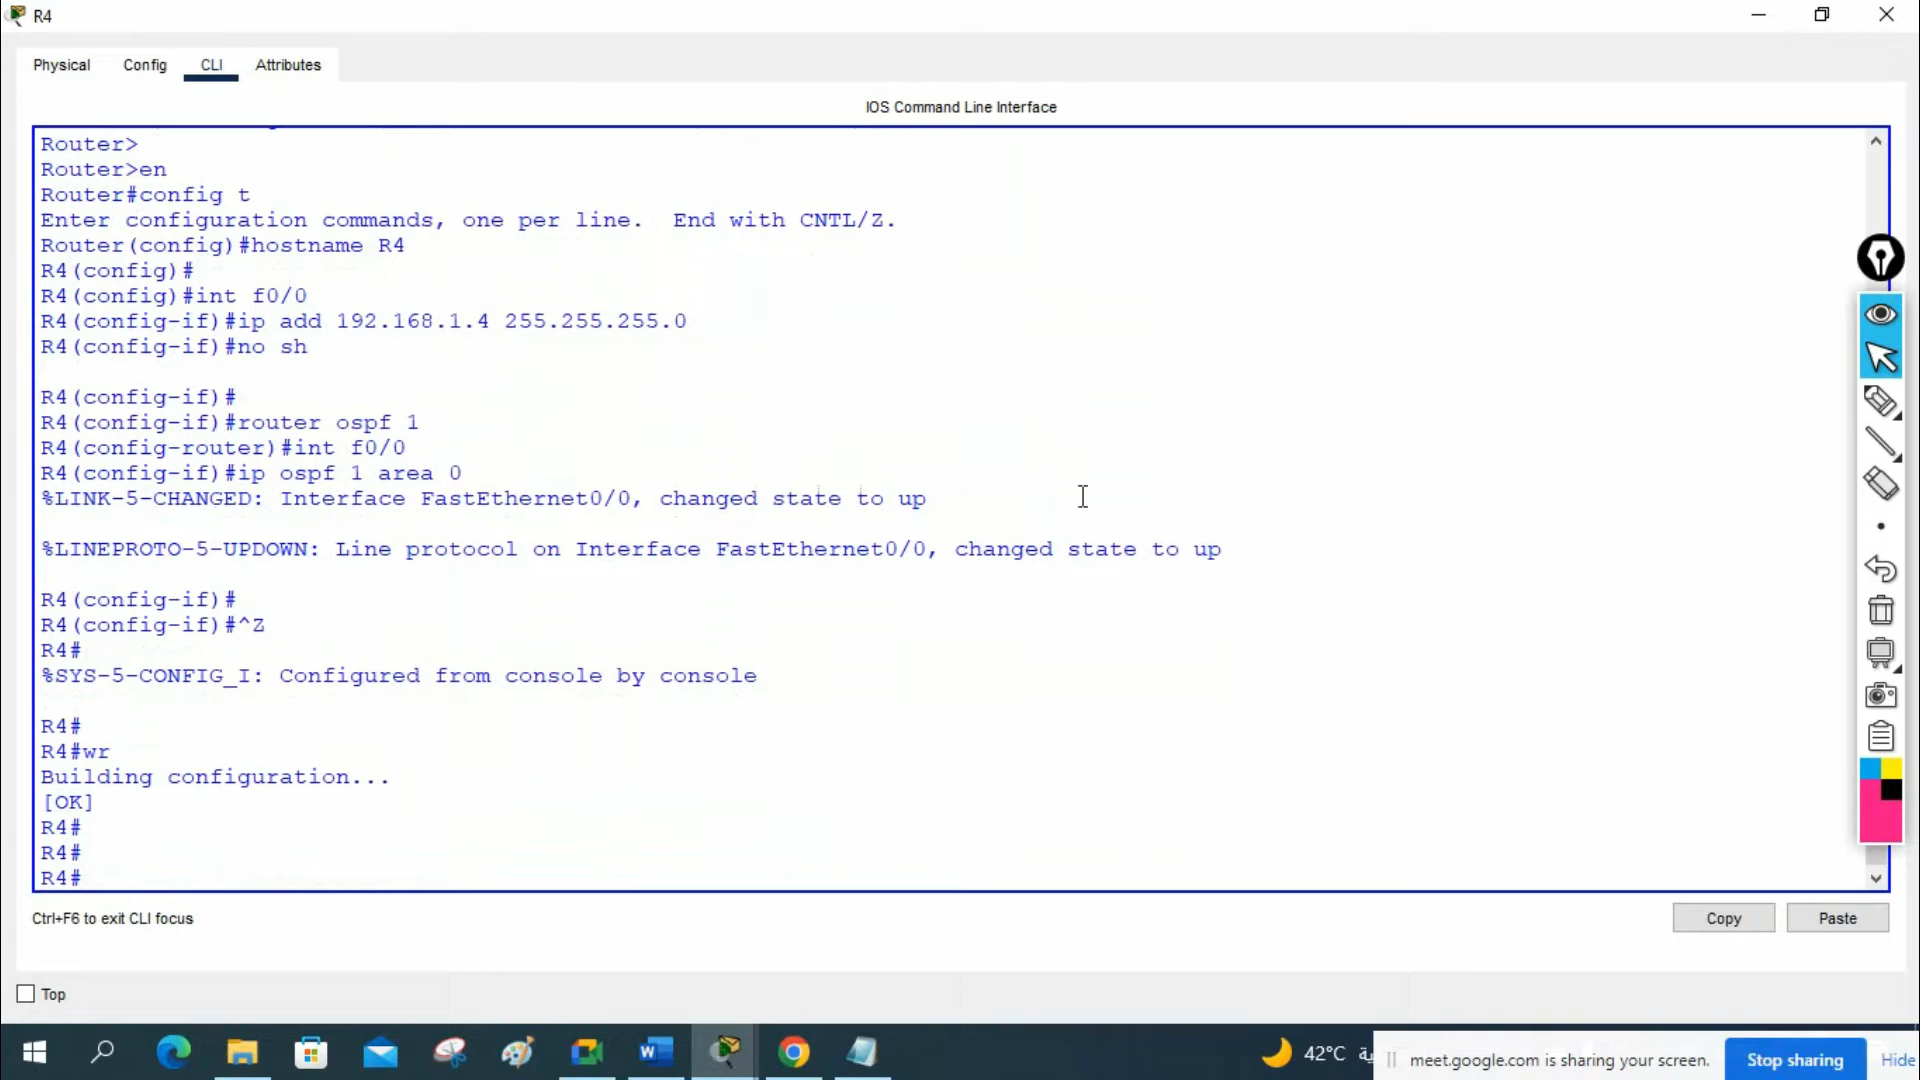 R4
Physical
Config
CLI
Attributes
IOS Command Line Interface
Router>
Router>en
Router#config t
Enter configuration commands, one per line.  End with CNTL/Z.
Router(config)#hostname R4
R4(config)#
R4(config)#int f0/0
R4(config-if)#ip add 192.168.1.4 255.255.255.0
R4(config-if)#no sh
R4(config-if)#
R4(config-if)#router ospf 1
R4(config-router)#int f0/0
R4(config-if)#ip ospf 1 area 0
%LINK-5-CHANGED: Interface FastEthernet0/0, changed state to up
%LINEPROTO-5-UPDOWN: Line protocol on Interface FastEthernet0/0, changed state to up
R4(config-if)#
R4(config-if)#^Z
R4#
%SYS-5-CONFIG_I: Configured from console by console
R4#
R4#wr
Building configuration...
[OK]
R4#
R4#
R4#
Ctrl+F6 to exit CLI focus
Copy
Paste
Top
42°C
meet.google.com is sharing your screen.
Stop sharing
Hide